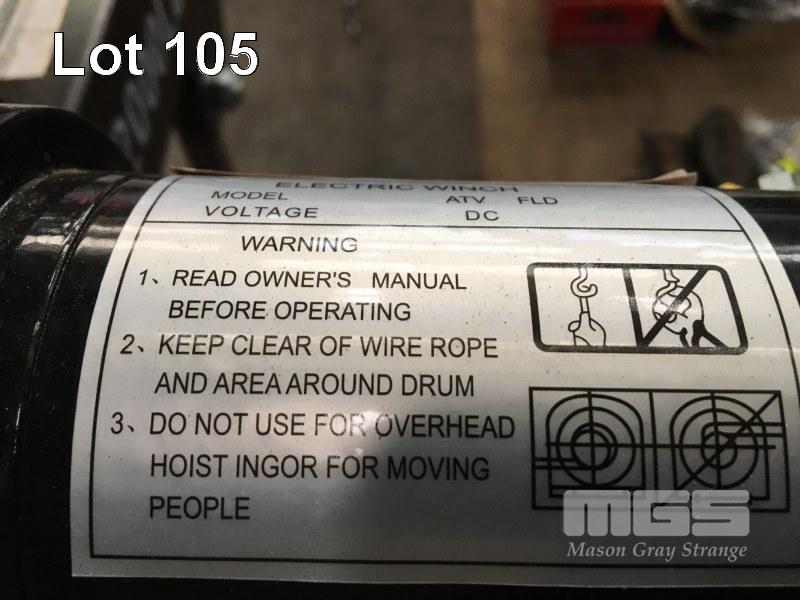 Lot 105
ELECTRIC WINCH
MODEL ATV FLD
VOLTAGE DC
WARNING
1、READ OWNER'S MANUAL
BEFORE OPERATING
2、KEEP CLEAR OF WIRE ROPE
AND AREA AROUND DRUM
3、DO NOT USE FOR OVERHEAD
HOIST INGOR FOR MOVING
PEOPLE
MGS
Mason Gray Strange